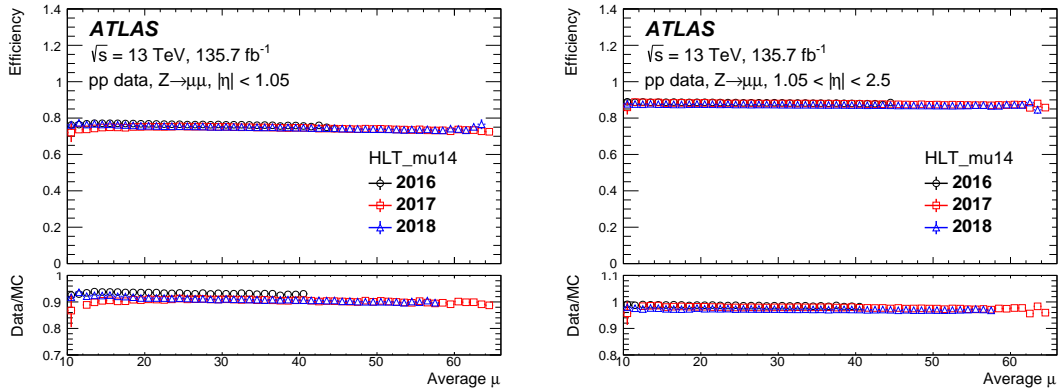 Efficiency
1.4
1.2
1
0.8
0.6
0.4
0.2
0
ATLAS
√s = 13 TeV, 135.7 fb⁻¹
pp data, Z→μμ, |η| < 1.05
HLT_mu14
2016
2017
2018
Data/MC
1
0.9
0.8
0.7
10 20 30 40 50 60
Average μ
Efficiency
1.4
1.2
1
0.8
0.6
0.4
0.2
0
ATLAS
√s = 13 TeV, 135.7 fb⁻¹
pp data, Z→μμ, 1.05 < |η| < 2.5
HLT_mu14
2016
2017
2018
Data/MC
1.1
1
0.9
0.8
10 20 30 40 50 60
Average μ